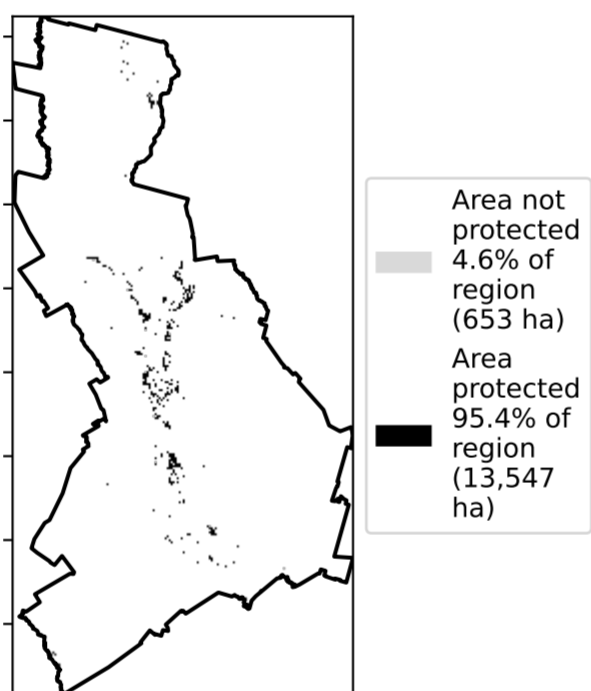 Area not
protected
4.6% of
region
(653 ha)
Area
protected
95.4% of
region
(13,547
ha)